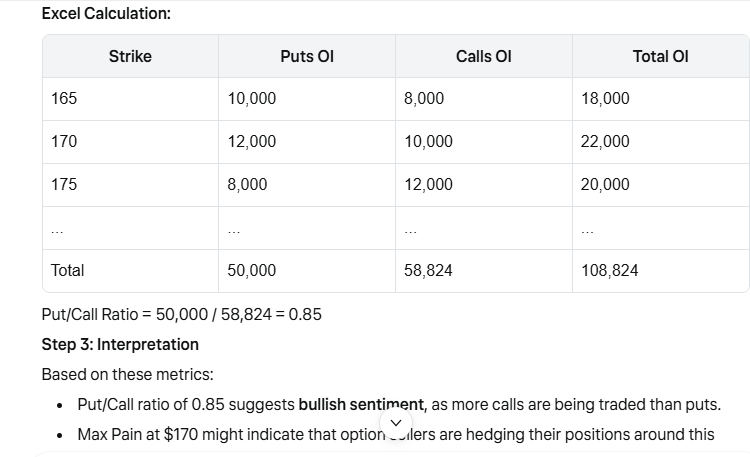 Excel Calculation:
Strike Puts OI Calls OI Total OI
165 10,000 8,000 18,000
170 12,000 10,000 22,000
175 8,000 12,000 20,000
... ... ... ...
Total 50,000 58,824 108,824
Put/Call Ratio = 50,000 / 58,824 = 0.85
Step 3: Interpretation
Based on these metrics:
• Put/Call ratio of 0.85 suggests bullish sentiment, as more calls are being traded than puts.
• Max Pain at $170 might indicate that option sellers are hedging their positions around this